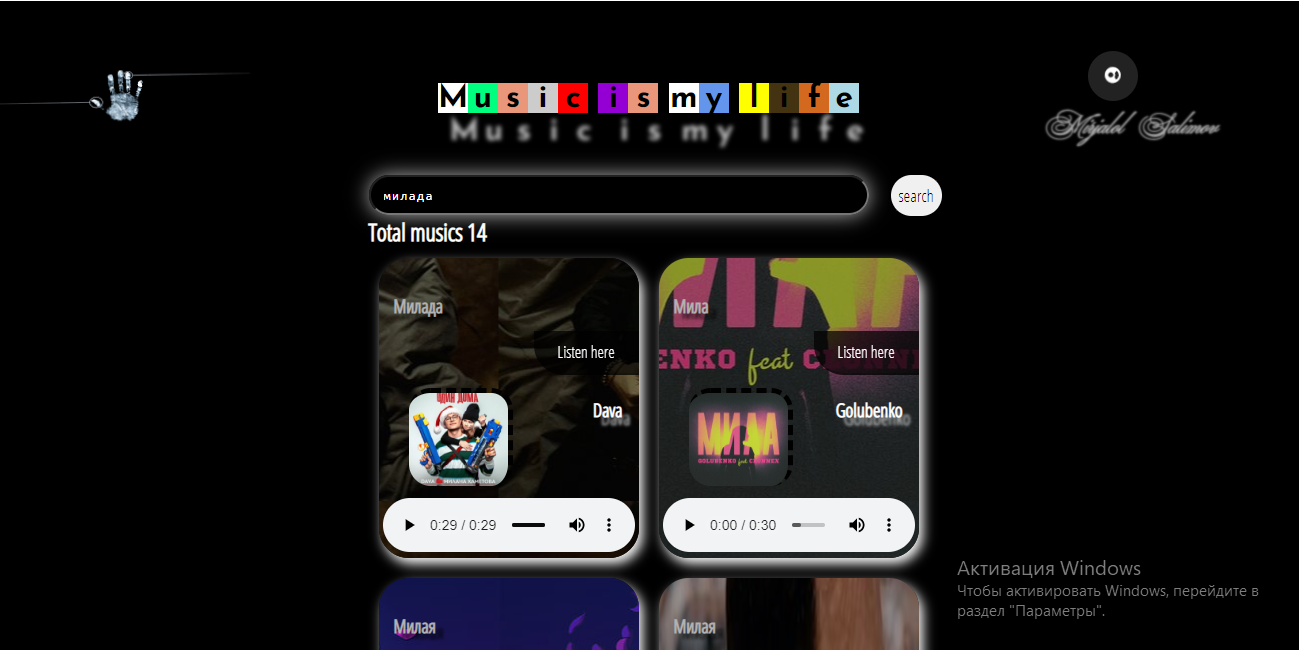 Music is my life
Music is my life
Mirjalol Salimov
милада
search
Total musics 14
Милада
Listen here
Dava
ОДИН ДОМА
0:29 / 0:29
Мила
ENKO feat C
Listen here
Golubenko
МИЛА
GOLUBENKO feat
0:00 / 0:30
Милая
Милая
Активация Windows
Чтобы активировать Windows, перейдите в
раздел "Параметры".